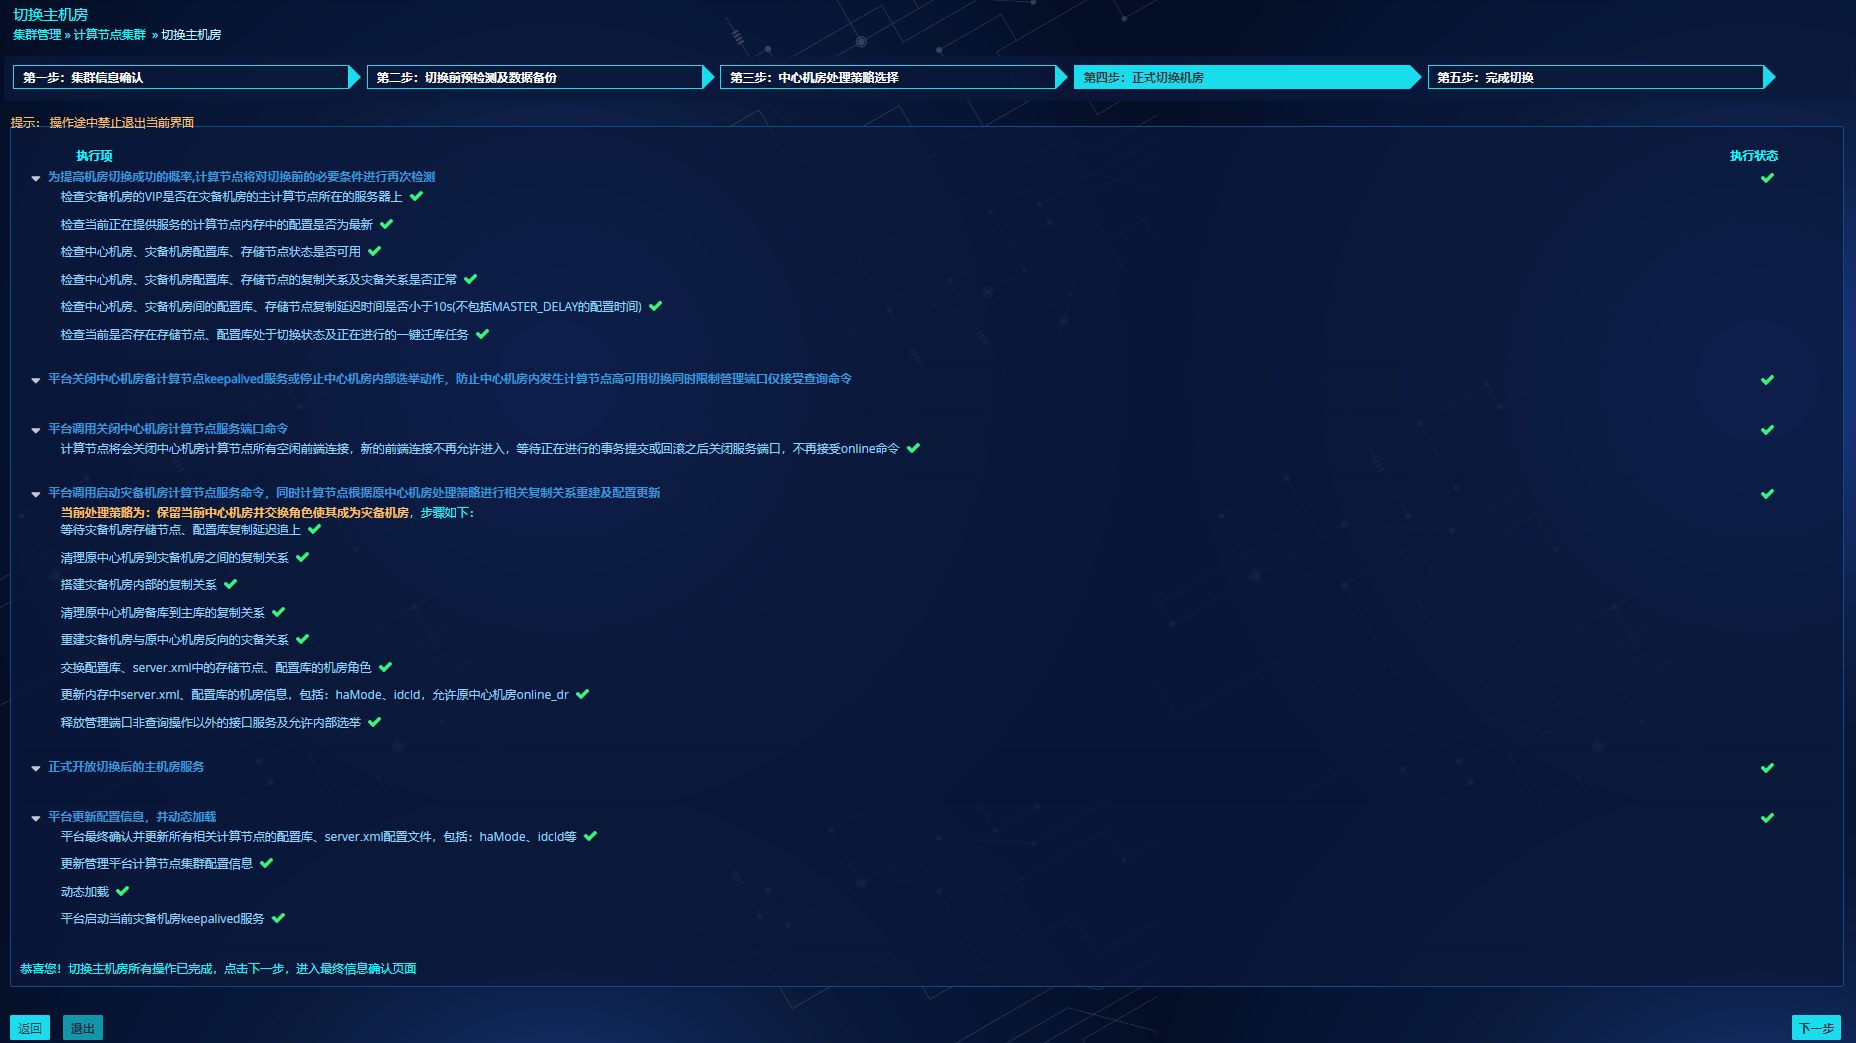 切换主机房
集群管理 » 计算节点集群 » 切换主机房
第一步：集群信息确认
第二步：切换前预检测及数据备份
第三步：中心机房处理策略选择
第四步：正式切换机房
第五步：完成切换
提示： 操作途中禁止退出当前界面
执行项
执行状态
为提高机房切换成功的概率,计算节点将对切换前的必要条件进行再次检测
检查灾备机房的VIP是否在灾备机房的主计算节点所在的服务器上
检查当前正在提供服务的计算节点内存中的配置是否为最新
检查中心机房、灾备机房配置库、存储节点状态是否可用
检查中心机房、灾备机房配置库、存储节点的复制关系及灾备关系是否正常
检查中心机房、灾备机房间的配置库、存储节点复制延迟时间是否小于10s(不包括MASTER_DELAY的配置时间)
检查当前是否存在存储节点、配置库处于切换状态及正在进行的一键迁库任务
平台关闭中心机房备计算节点keepalived服务或停止中心机房内部选举动作，防止中心机房内发生计算节点高可用切换同时限制管理端口仅接受查询命令
平台调用关闭中心机房计算节点服务端口命令
计算节点将会关闭中心机房计算节点所有空闲前端连接，新的前端连接不再允许进入，等待正在进行的事务提交或回滚之后关闭服务端口，不再接受online命令
平台调用启动灾备机房计算节点服务命令，同时计算节点根据原中心机房处理策略进行相关复制关系重建及配置更新
当前处理策略为：保留当前中心机房并交换角色使其成为灾备机房，步骤如下：
等待灾备机房存储节点、配置库复制延迟追上
清理原中心机房到灾备机房之间的复制关系
搭建灾备机房内部的复制关系
清理原中心机房备库到主库的复制关系
重建灾备机房与原中心机房反向的灾备关系
交换配置库、server.xml中的存储节点、配置库的机房角色
更新内存中server.xml、配置库的机房信息，包括：haMode、idcId，允许原中心机房online_dr
释放管理端口非查询操作以外的接口服务及允许内部选举
正式开放切换后的主机房服务
平台更新配置信息，并动态加载
平台最终确认并更新所有相关计算节点的配置库、server.xml配置文件，包括：haMode、idcId等
更新管理平台计算节点集群配置信息
动态加载
平台启动当前灾备机房keepalived服务
恭喜您！切换主机房所有操作已完成，点击下一步，进入最终信息确认页面
返回
退出
下一步